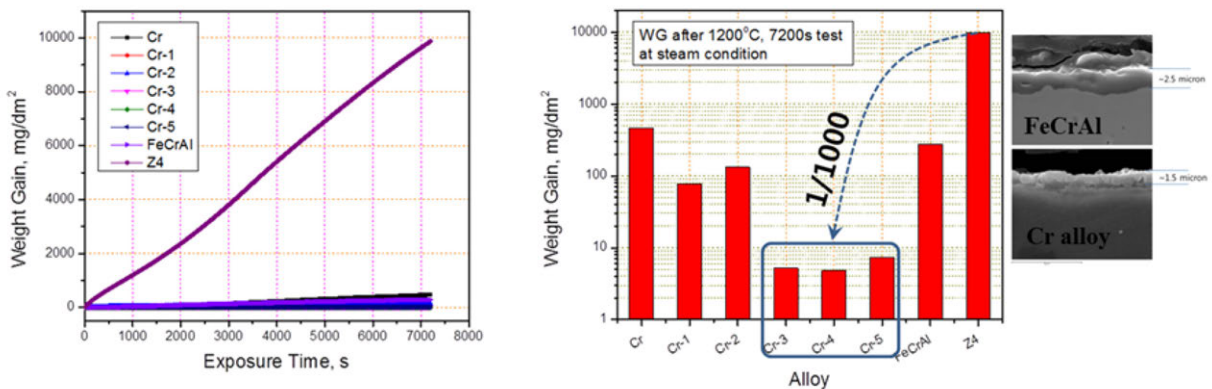 Weight Gain, mg/dm²
10000
8000
6000
4000
2000
0
Cr
Cr-1
Cr-2
Cr-3
Cr-4
Cr-5
FeCrAl
Z4
0 1000 2000 3000 4000 5000 6000 7000 8000
Exposure Time, s
Weight Gain, mg/dm²
10000
1000
100
10
1
WG after 1200°C, 7200s test
at steam condition
1/1000
Cr Cr-1 Cr-2 Cr-3 Cr-4 Cr-5 FeCrAl Z4
Alloy
~2.5 micron
FeCrAl
~1.5 micron
Cr alloy